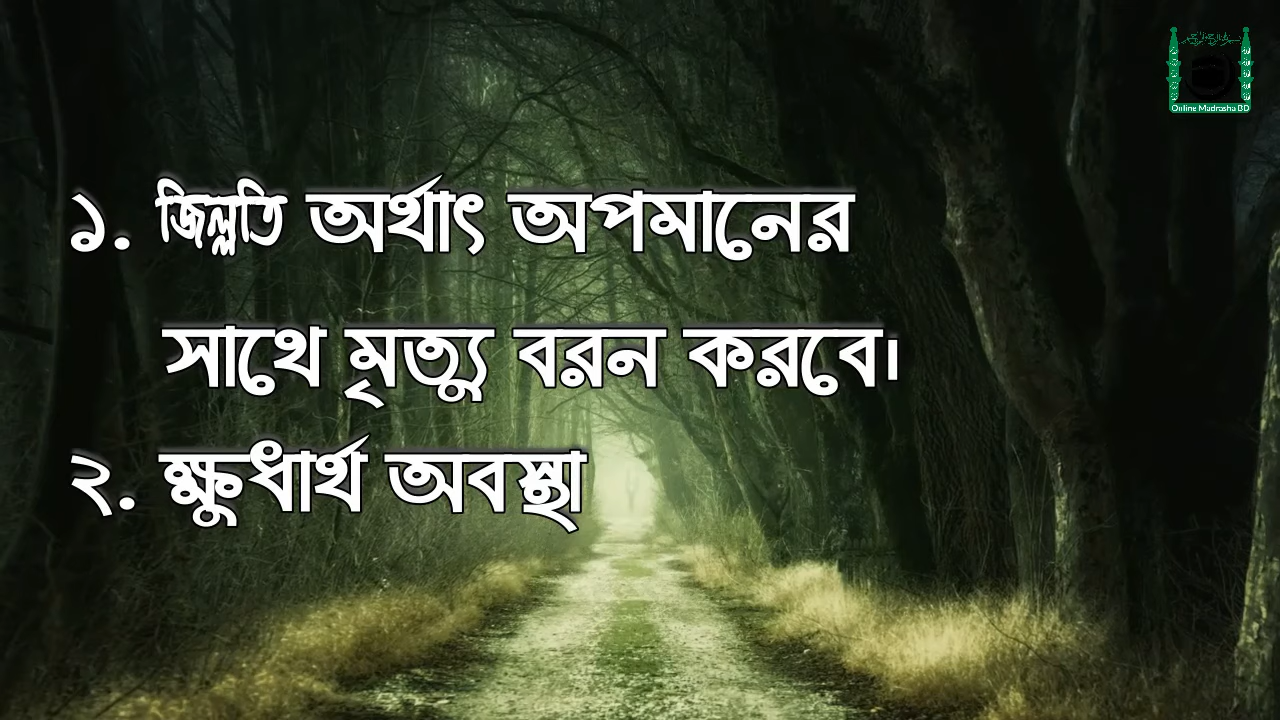 ১. জিল্লতি অর্থাৎ অপমানের
সাথে মৃত্যু বরন করবে।
২. ক্ষুধার্থ অবস্থা
Online Madrasha BD